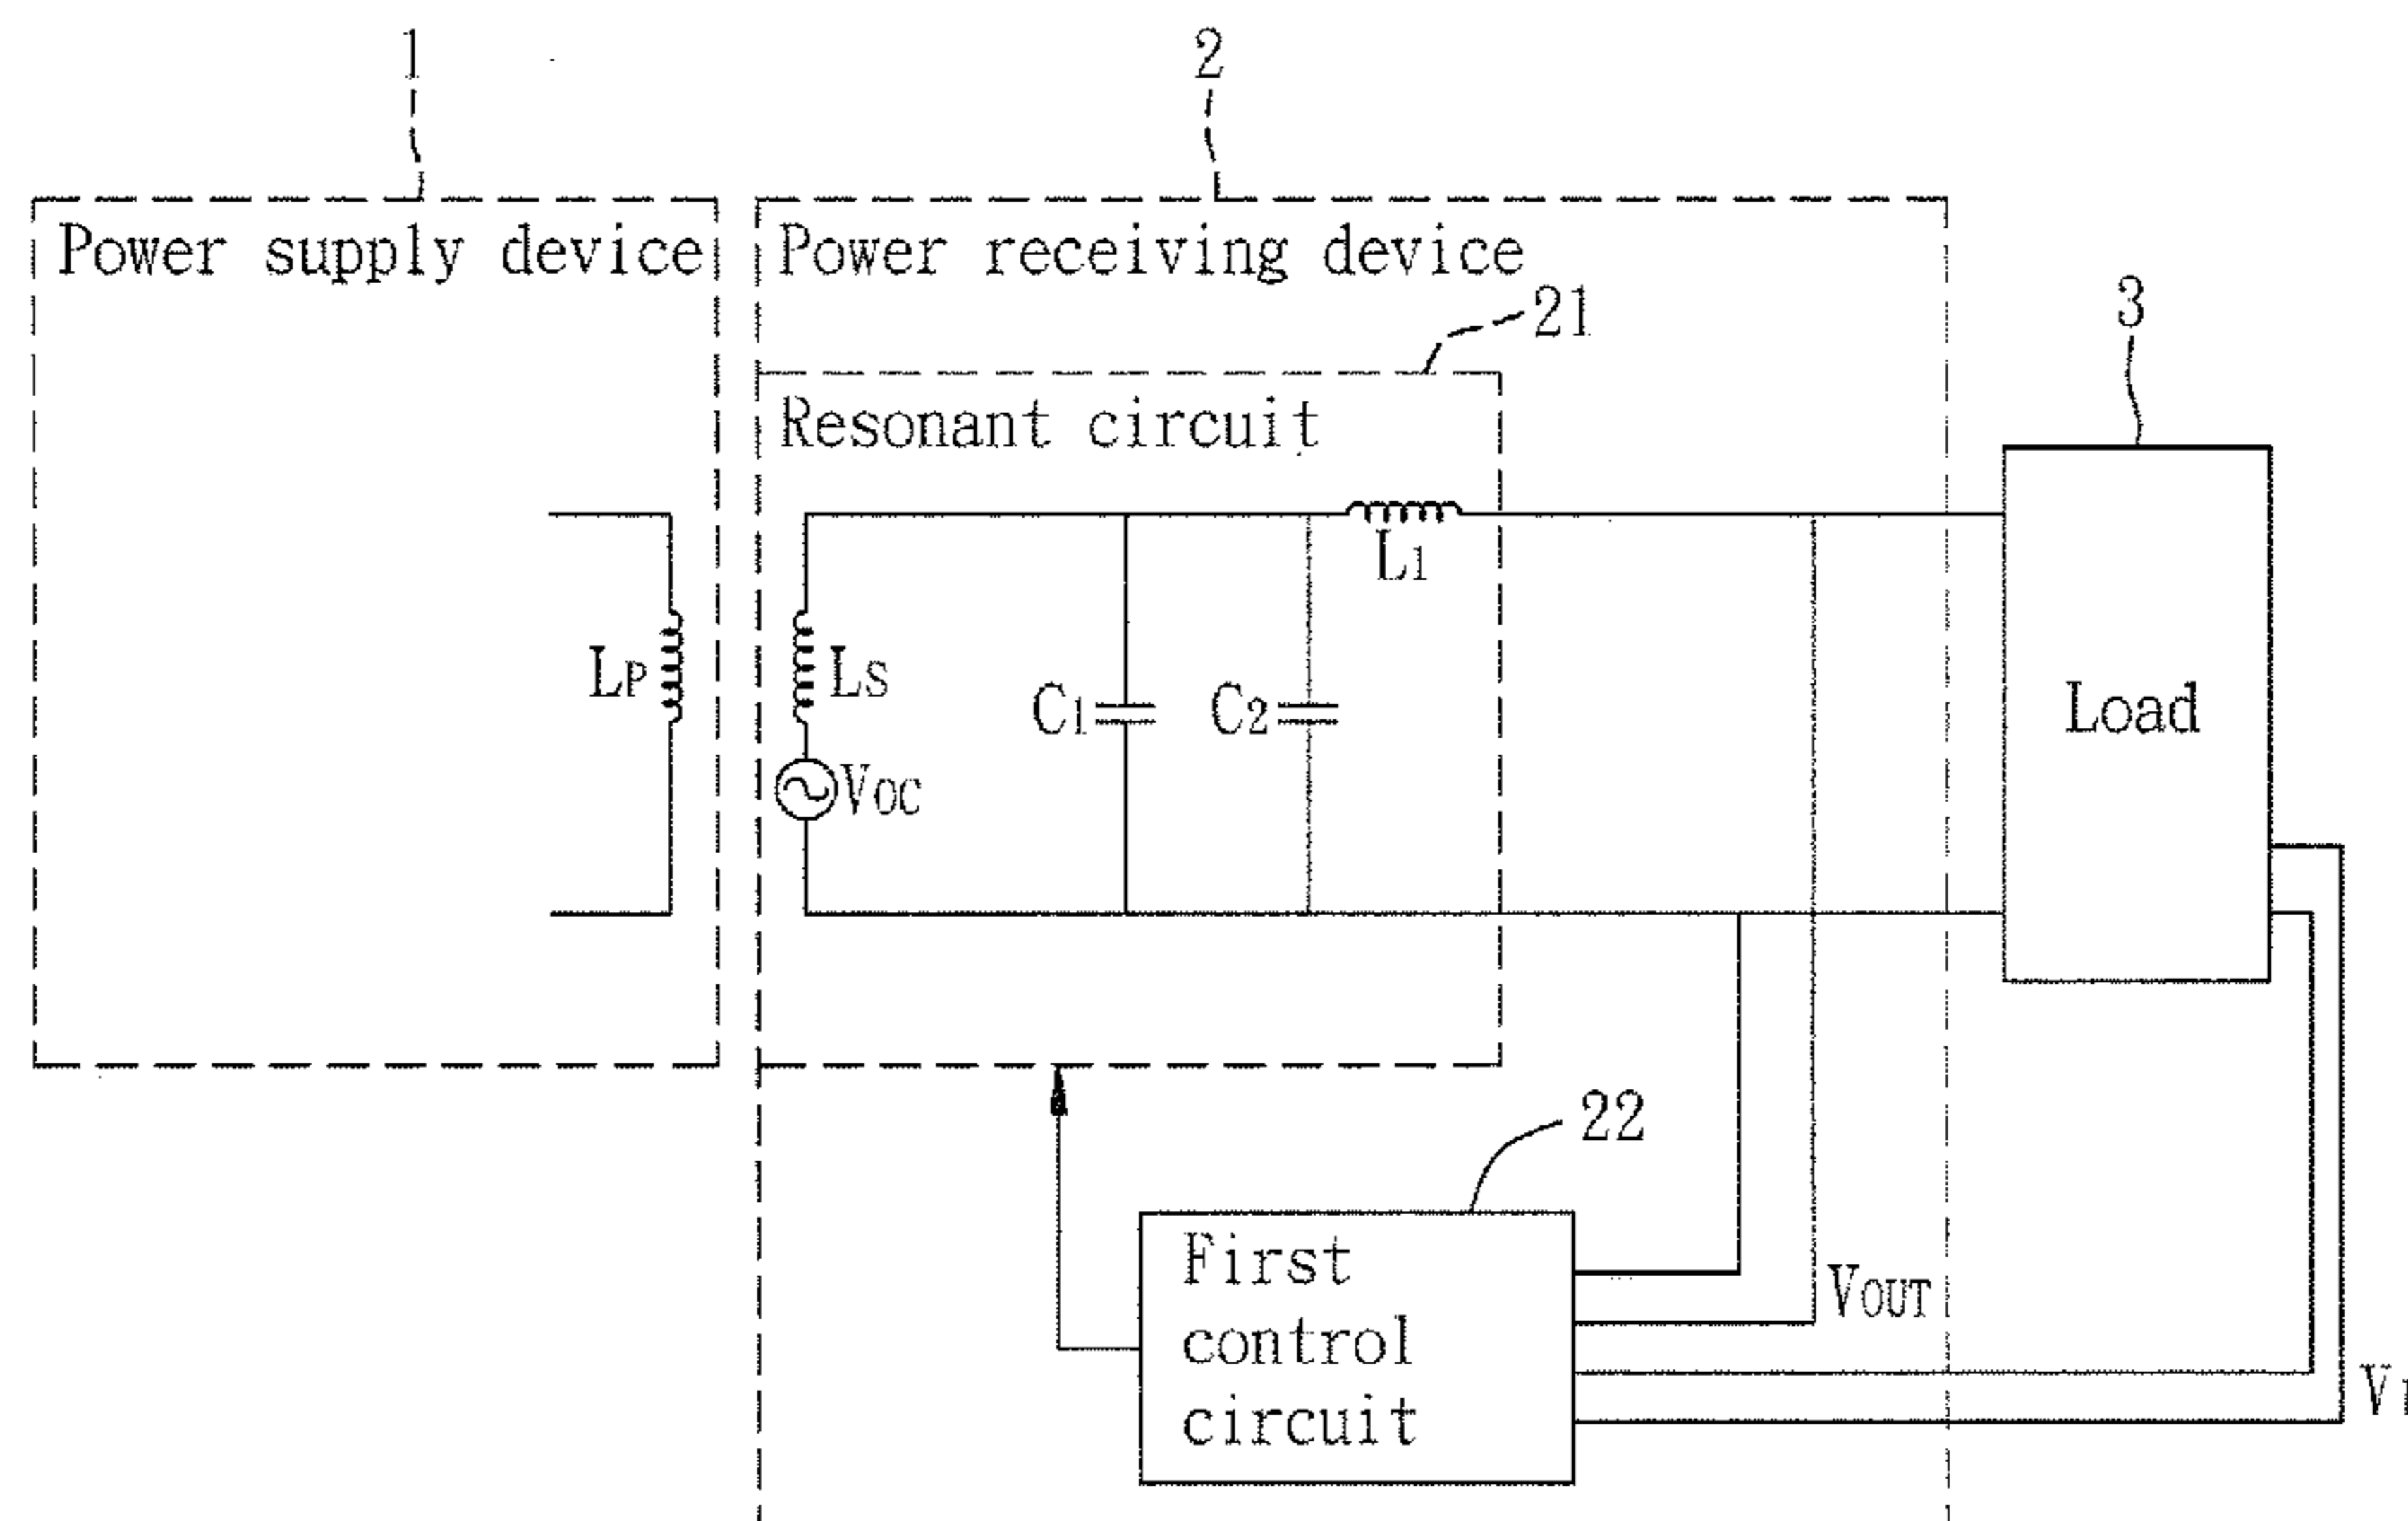 1
2
Power supply device
Power receiving device
21
3
Resonant circuit
L1
LP
LS
C1
C2
Load
VOC
22
First
control
circuit
VOUT